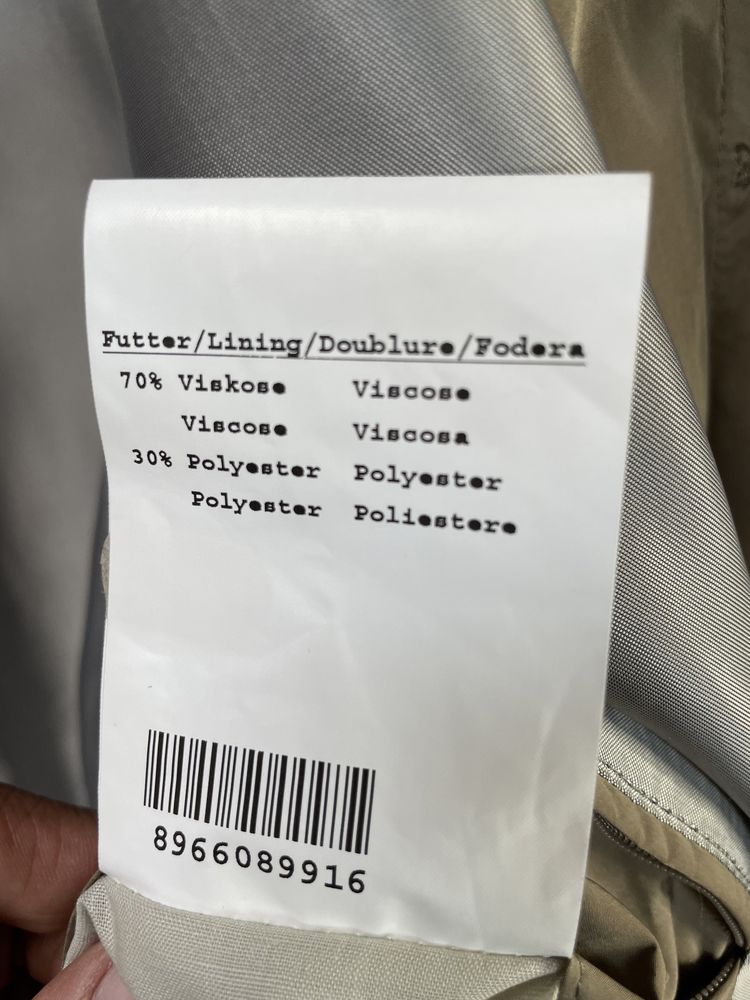 Futter/Lining/Doublure/Fodera
70% Viskose Viscose
Viscose Viscosa
30% Polyester Polyester
Polyester Poliestere
8966089916